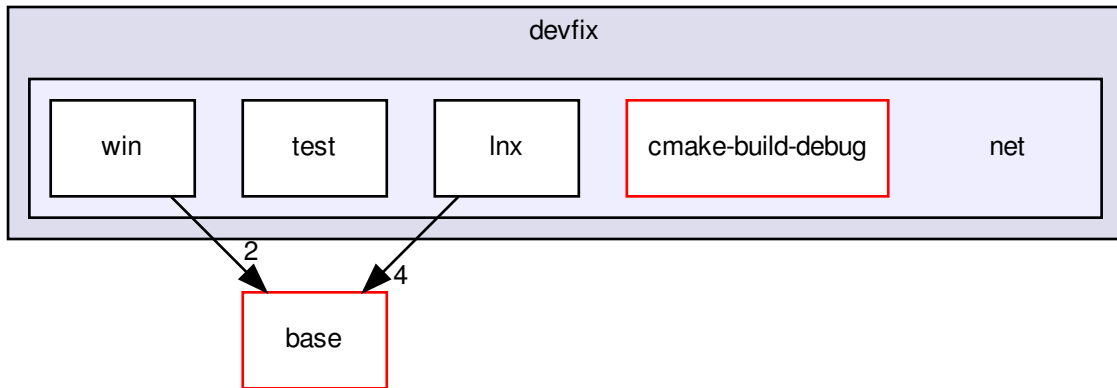 devfix
win
test
lnx
cmake-build-debug
net
2
4
base